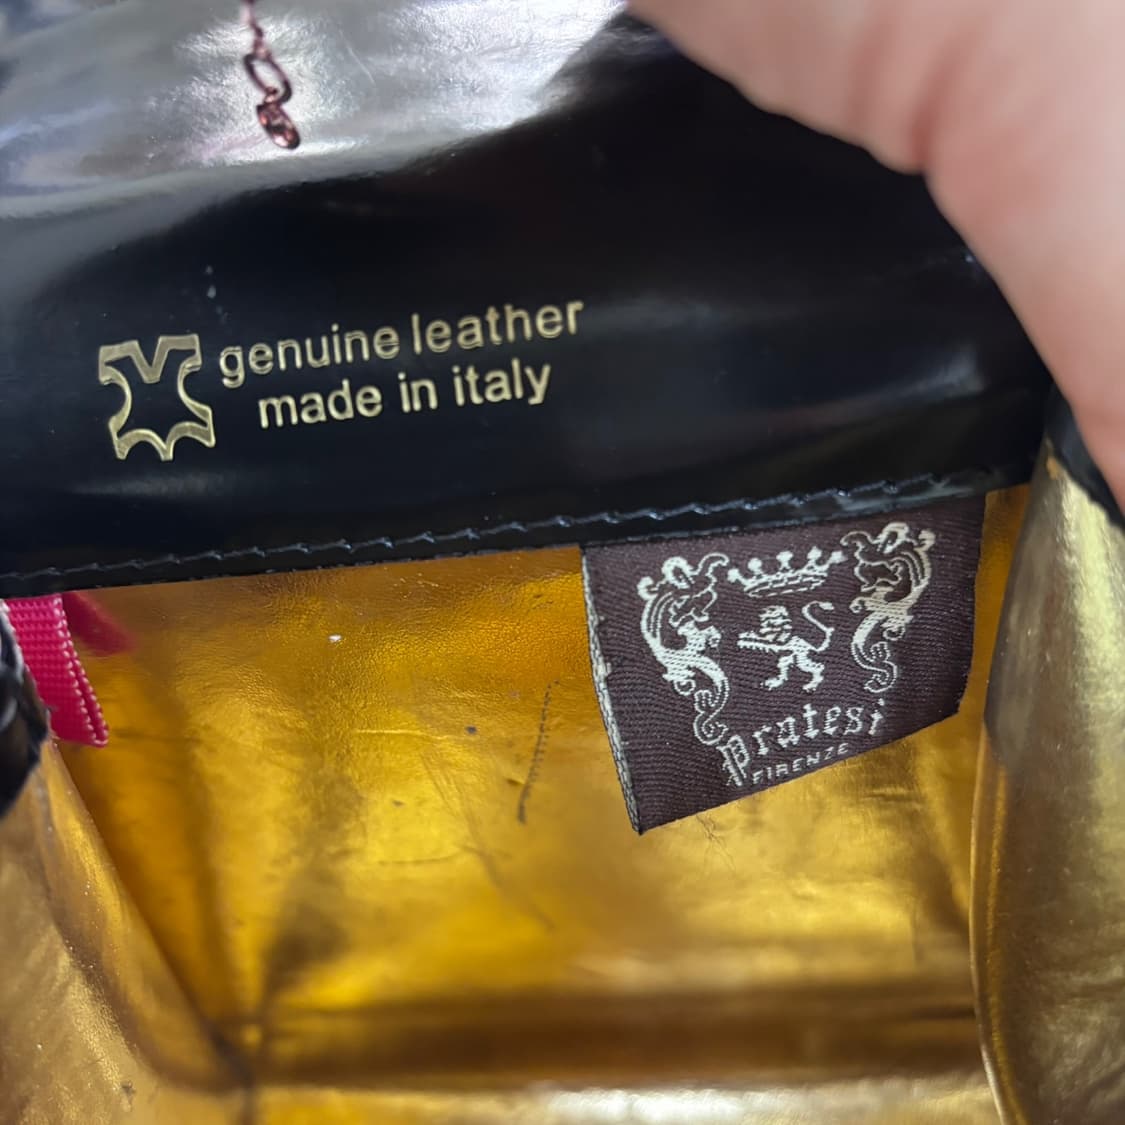 genuine leather
made in italy
Pratesi
FIRENZE